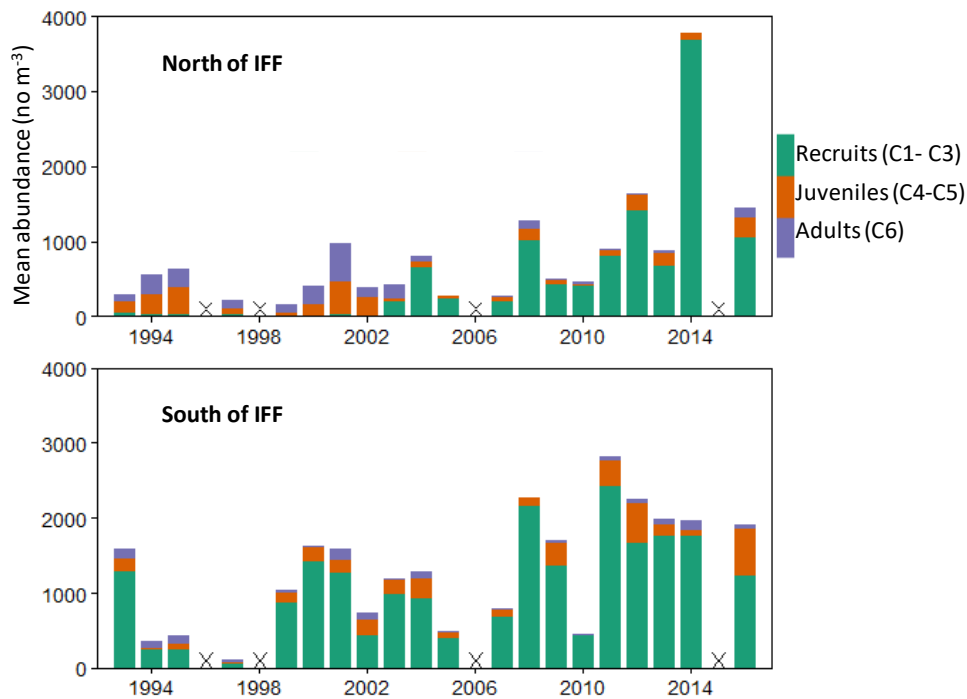 Mean abundance (no m-3)
4000
3000
2000
1000
0
North of IFF
X X X X
1994 1998 2002 2006 2010 2014
Recruits (C1- C3)
Juveniles (C4-C5)
Adults (C6)
4000
3000
2000
1000
0
South of IFF
X X X X
1994 1998 2002 2006 2010 2014